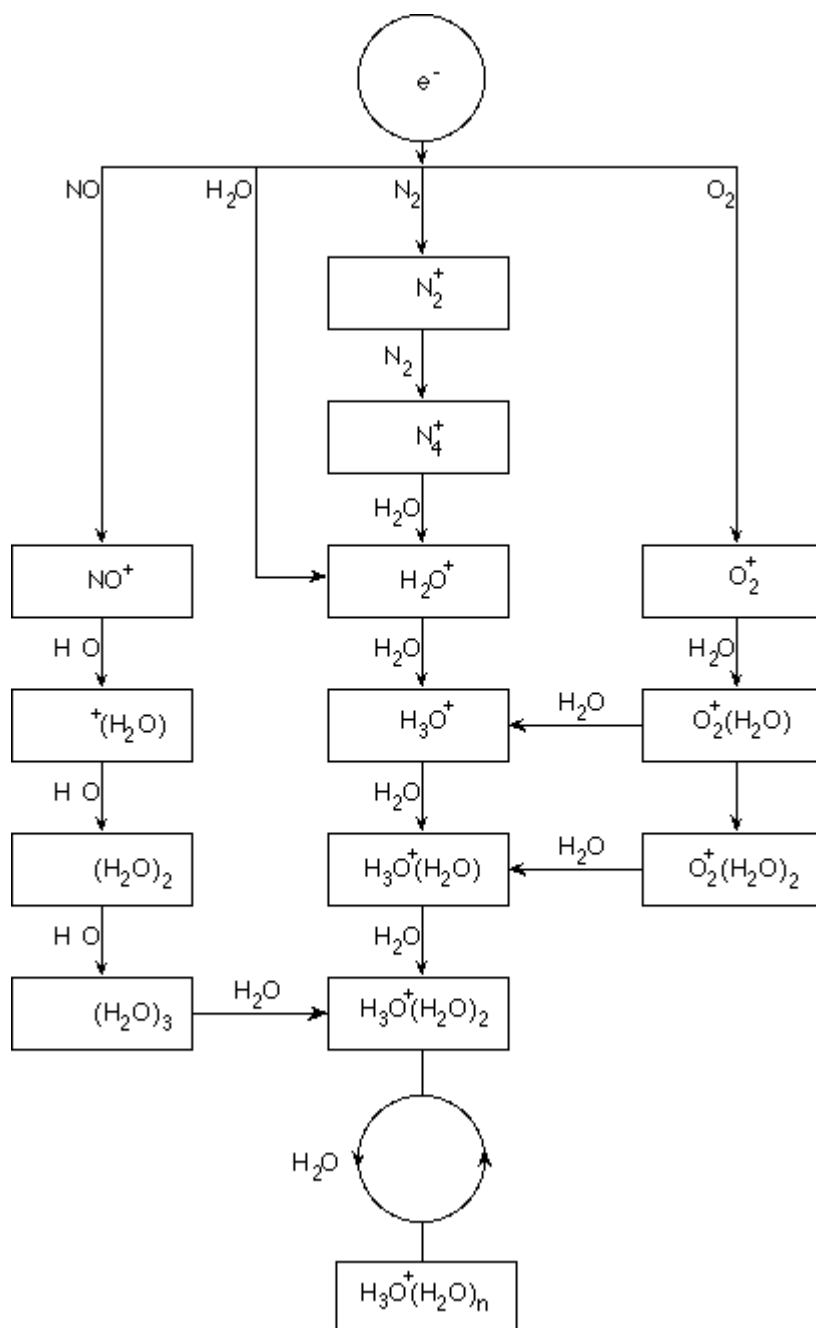 e⁻
NO H₂O N₂ O₂
N₂⁺
N₂
N₄⁺
H₂O
NO⁺ H₂O⁺ O₂⁺
H O H₂O H₂O
⁺(H₂O) H₃O⁺ H₂O O₂⁺(H₂O)
H O H₂O
(H₂O)₂ H₃O⁺(H₂O) H₂O O₂⁺(H₂O)₂
H O H₂O
(H₂O)₃ H₂O H₃O⁺(H₂O)₂
H₂O
H₃O⁺(H₂O)ₙ